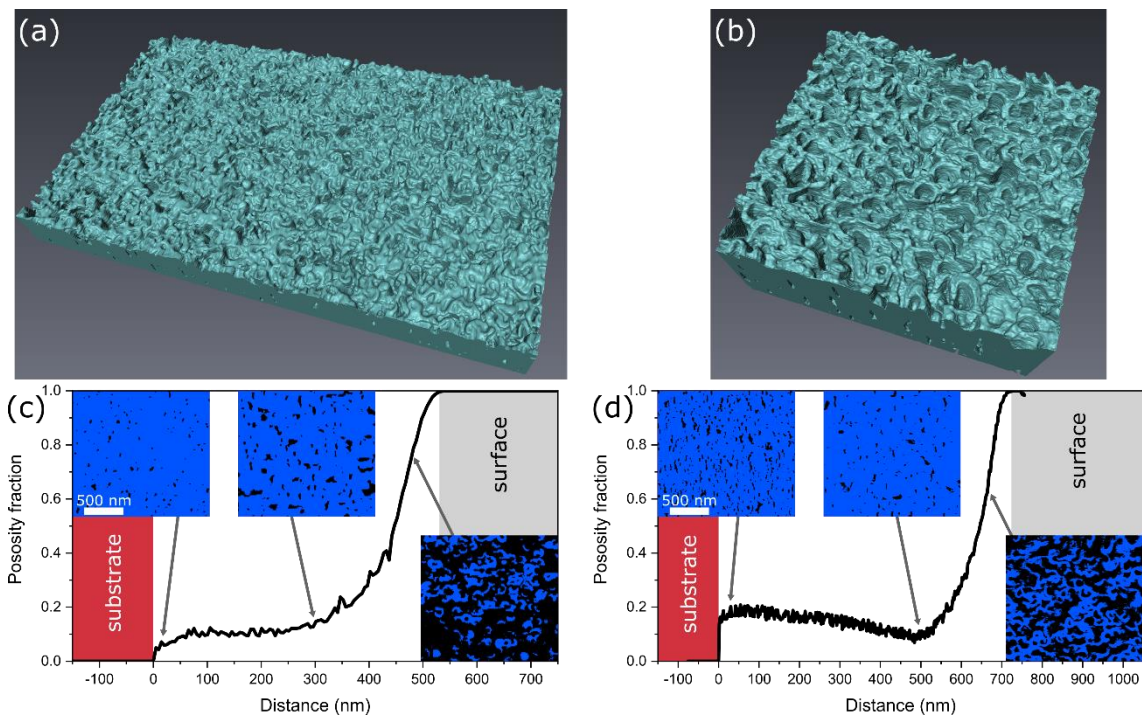 (a)
(b)
(c)
1.0
0.8
0.6
0.4
0.2
0.0
Pososity fraction
500 nm
substrate
surface
-100 0 100 200 300 400 500 600 700
Distance (nm)
(d)
1.0
0.8
0.6
0.4
0.2
0.0
Pososity fraction
500 nm
substrate
surface
-100 0 100 200 300 400 500 600 700 800 900 1000
Distance (nm)